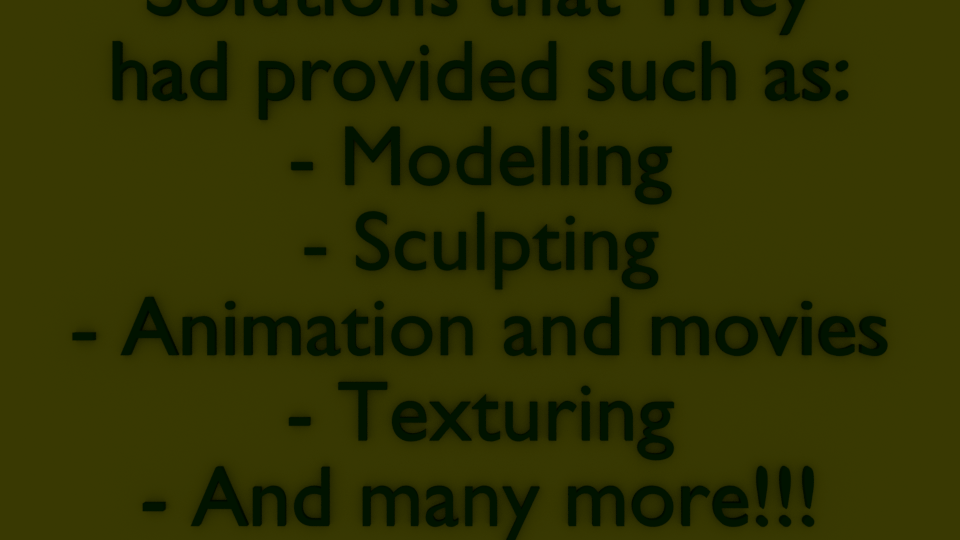 Solutions that They
had provided such as:
- Modelling
- Sculpting
- Animation and movies
- Texturing
- And many more!!!